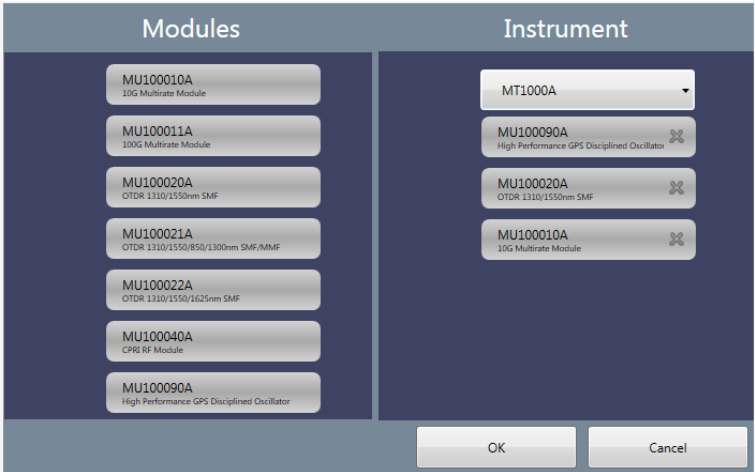 Modules
MU100010A
10G Multirate Module
MU100011A
100G Multirate Module
MU100020A
OTDR 1310/1550nm SMF
MU100021A
OTDR 1310/1550/850/1300nm SMF/MMF
MU100022A
OTDR 1310/1550/1625nm SMF
MU100040A
CPRI RF Module
MU100090A
High Performance GPS Disciplined Oscillator
Instrument
MT1000A
MU100090A
High Performance GPS Disciplined Oscillator
MU100020A
OTDR 1310/1550nm SMF
MU100010A
10G Multirate Module
OK
Cancel